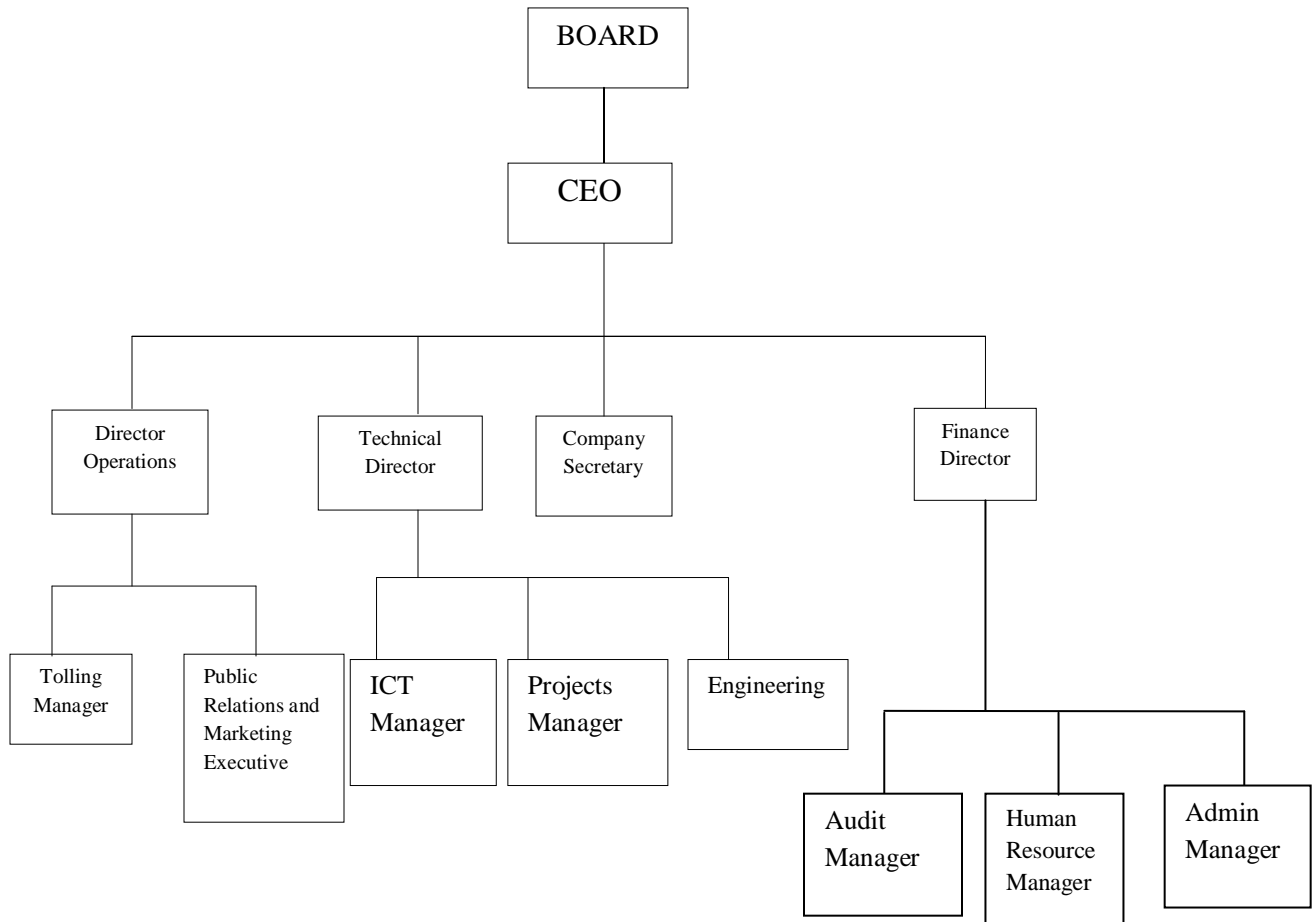 BOARD
CEO
Director
Operations
Technical
Director
Company
Secretary
Finance
Director
Tolling
Manager
Public
Relations and
Marketing
Executive
ICT
Manager
Projects
Manager
Engineering
Audit
Manager
Human
Resource
Manager
Admin
Manager